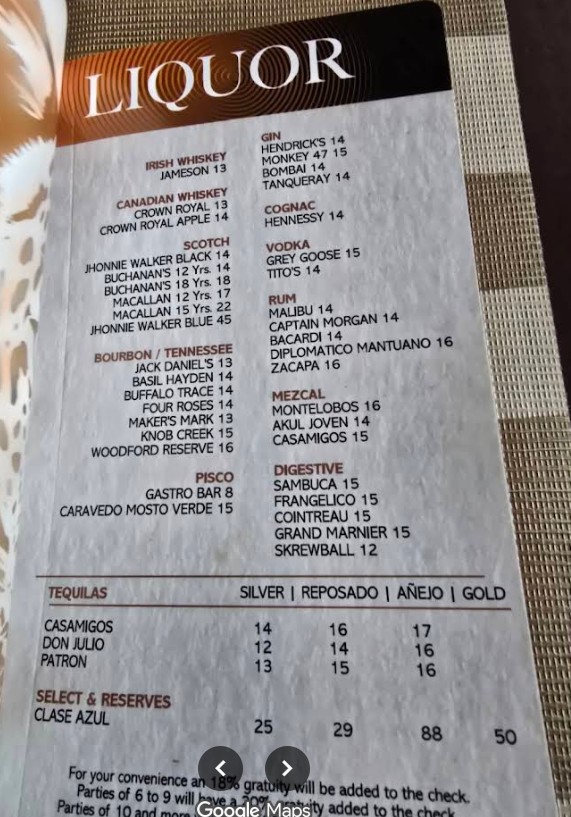 LIQUOR
IRISH WHISKEY
JAMESON 13
CANADIAN WHISKEY
CROWN ROYAL 13
CROWN ROYAL APPLE 14
SCOTCH
JHONNIE WALKER BLACK 14
BUCHANAN'S 12 Yrs. 14
BUCHANAN'S 18 Yrs. 18
MACALLAN 12 Yrs. 17
MACALLAN 15 Yrs. 22
JHONNIE WALKER BLUE 45
BOURBON / TENNESSEE
JACK DANIEL'S 13
BASIL HAYDEN 14
BUFFALO TRACE 14
FOUR ROSES 14
MAKER'S MARK 13
KNOB CREEK 15
WOODFORD RESERVE 16
PISCO
GASTRO BAR 8
CARAVEDO MOSTO VERDE 15
GIN
HENDRICK'S 14
MONKEY 47 15
BOMBAI 14
TANQUERAY 14
COGNAC
HENNESSY 14
VODKA
GREY GOOSE 15
TITO'S 14
RUM
MALIBU 14
CAPTAIN MORGAN 14
BACARDI 14
DIPLOMATICO MANTUANO 16
ZACAPA 16
MEZCAL
MONTELOBOS 16
AKUL JOVEN 14
CASAMIGOS 15
DIGESTIVE
SAMBUCA 15
FRANGELICO 15
COINTREAU 15
GRAND MARNIER 15
SKREWBALL 12
TEQUILAS SILVER | REPOSADO | AÑEJO | GOLD
CASAMIGOS 14 16 17
DON JULIO 12 14 16
PATRON 13 15 16
SELECT & RESERVES
CLASE AZUL 25 29 88 50
For your convenience an 18% gratuity will be added to the check.
Parties of 6 to 9 will have a 20% gratuity added to the check.
Parties of 10 and more
Google Maps